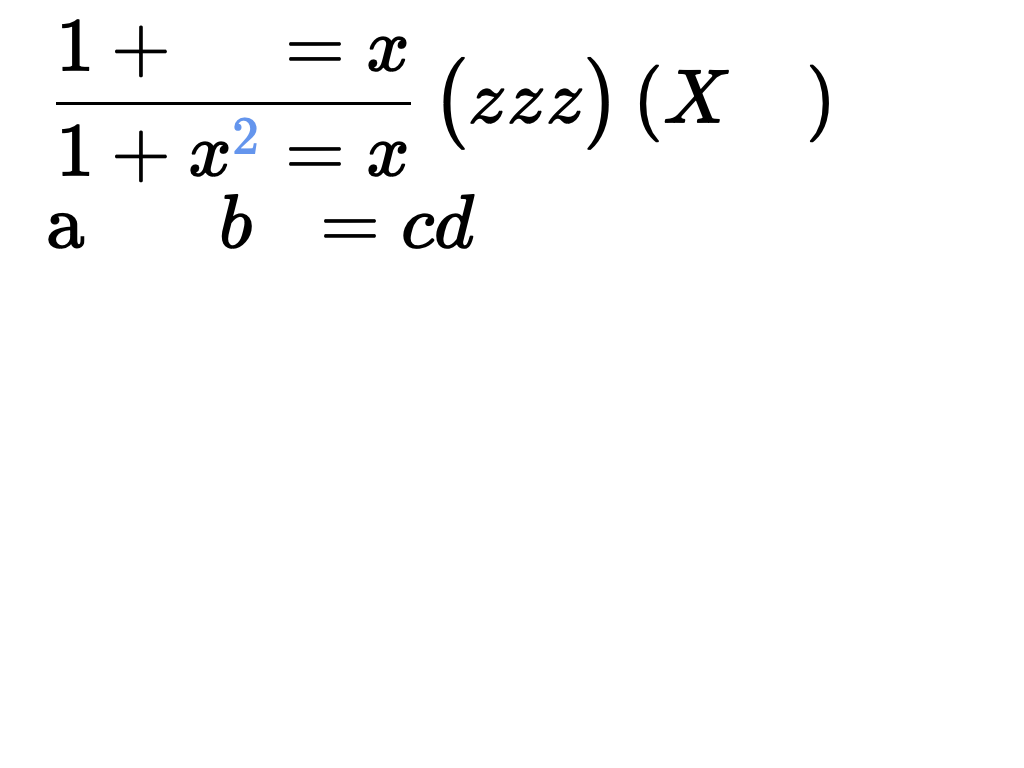 1 + = x
1 + x² = x (zzz) (X )
a b = cd